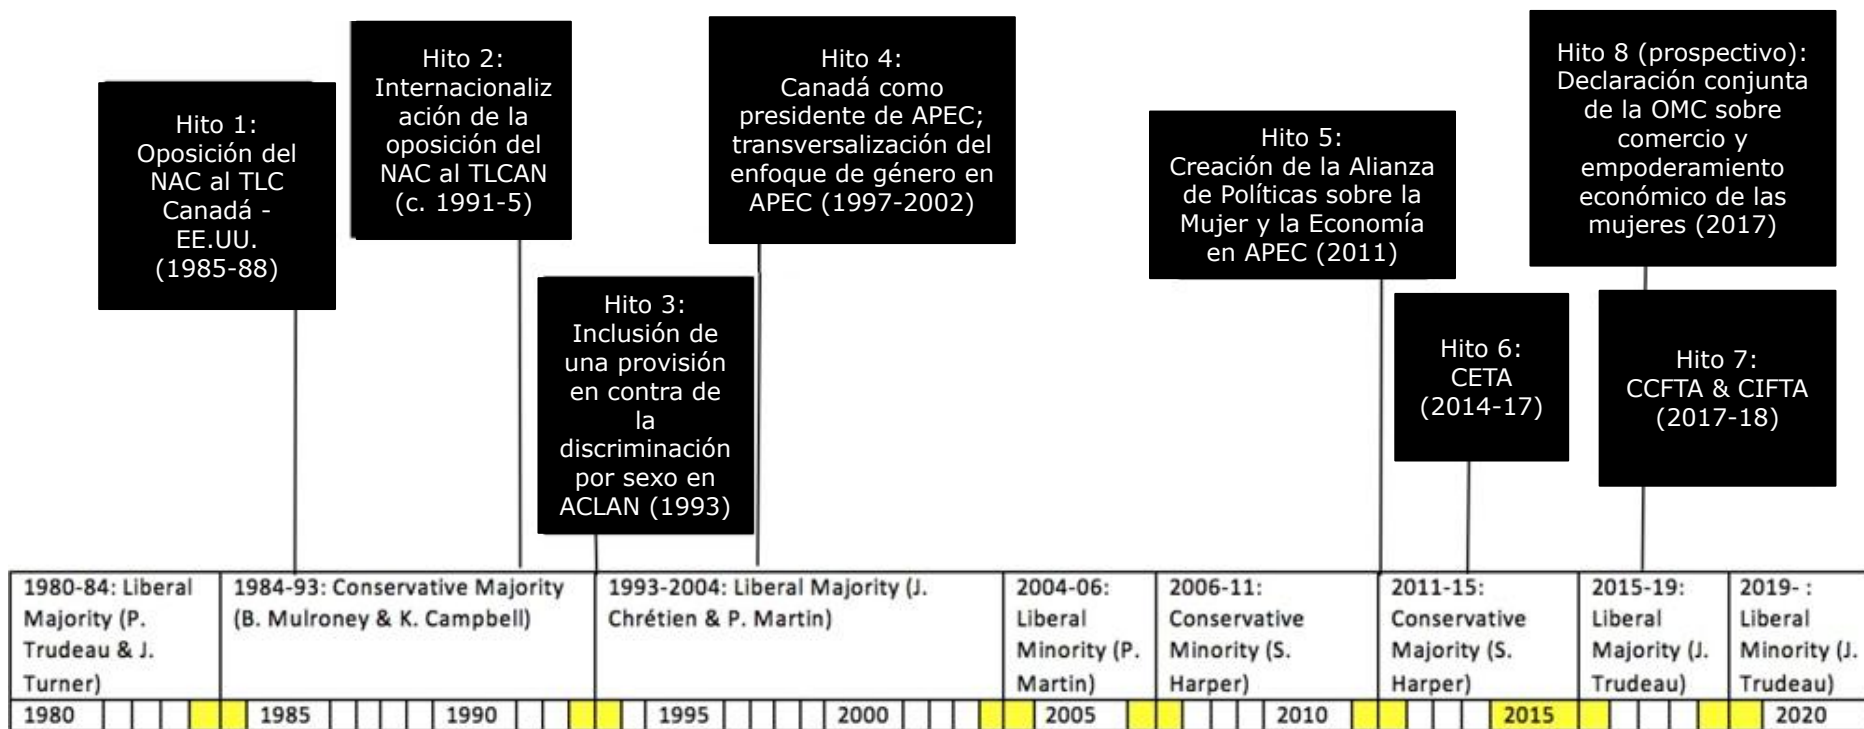 Hito 1:
Oposición del
NAC al TLC
Canadá -
EE.UU.
(1985-88)
Hito 2:
Internacionaliz
ación de la
oposición del
NAC al TLCAN
(c. 1991-5)
Hito 3:
Inclusión de
una provisión
en contra de
la
discriminación
por sexo en
ACLAN (1993)
Hito 4:
Canadá como
presidente de APEC;
transversalización del
enfoque de género en
APEC (1997-2002)
Hito 5:
Creación de la Alianza
de Políticas sobre la
Mujer y la Economía
en APEC (2011)
Hito 6:
CETA
(2014-17)
Hito 8 (prospectivo):
Declaración conjunta
de la OMC sobre
comercio y
empoderamiento
económico de las
mujeres (2017)
Hito 7:
CCFTA & CIFTA
(2017-18)
1980-84: Liberal
Majority (P.
Trudeau & J.
Turner)
1984-93: Conservative Majority
(B. Mulroney & K. Campbell)
1993-2004: Liberal Majority (J.
Chrétien & P. Martin)
2004-06:
Liberal
Minority (P.
Martin)
2006-11:
Conservative
Minority (S.
Harper)
2011-15:
Conservative
Majority (S.
Harper)
2015-19:
Liberal
Majority (J.
Trudeau)
2019- :
Liberal
Minority (J.
Trudeau)
1980 1985 1990 1995 2000 2005 2010 2015 2020